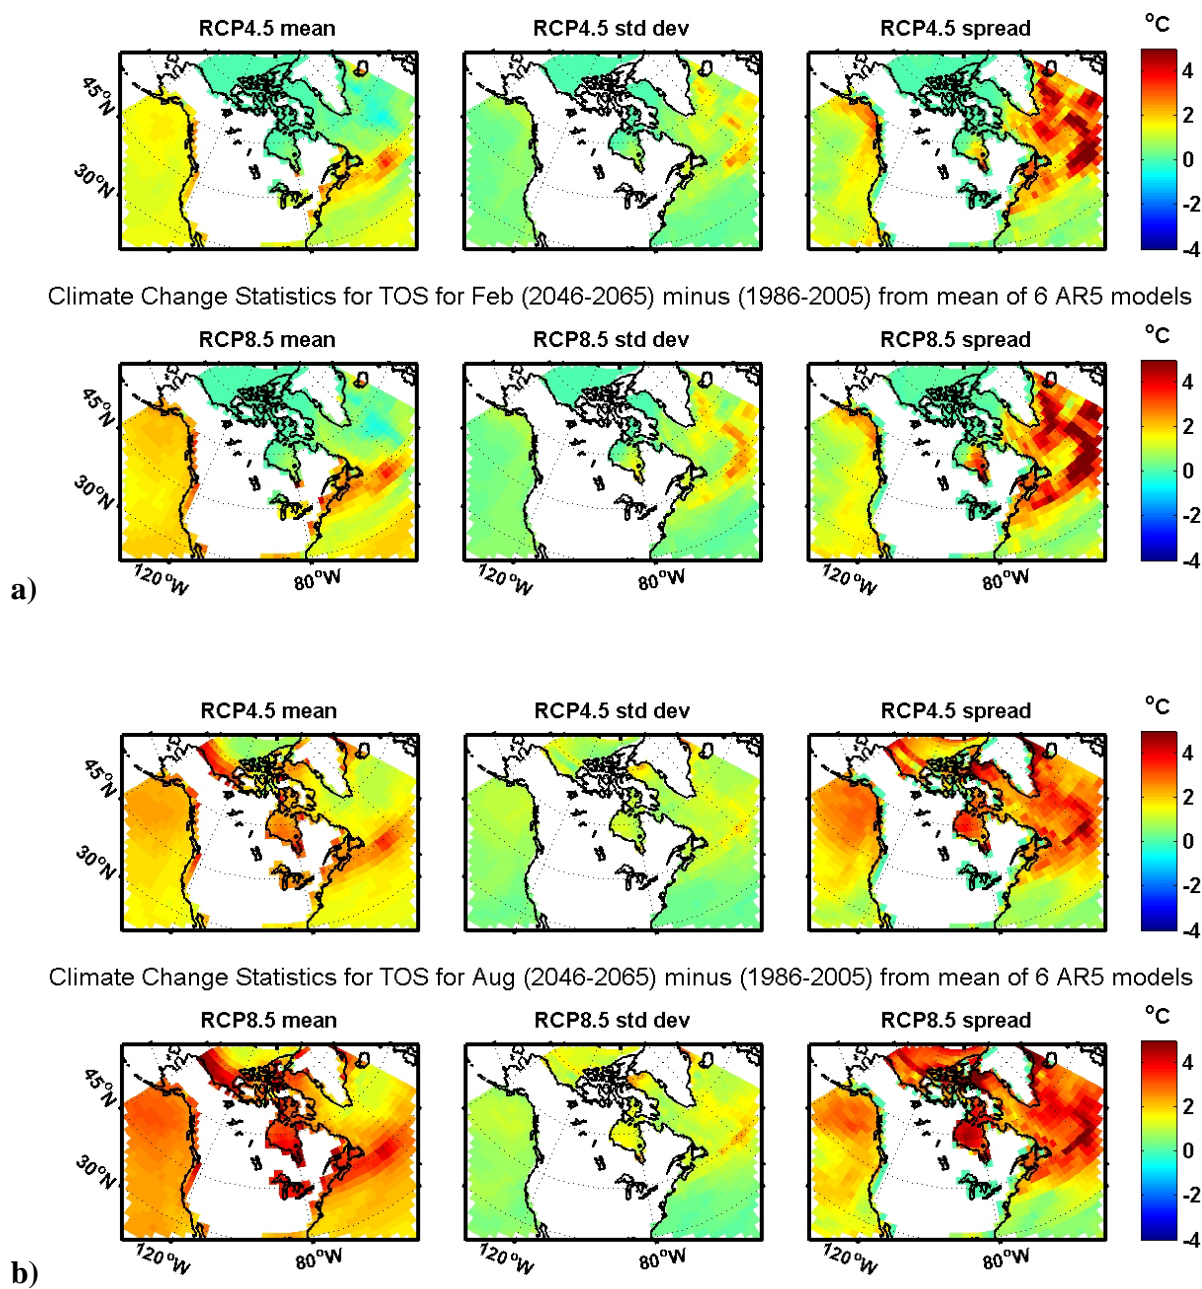 RCP4.5 mean RCP4.5 std dev RCP4.5 spread °C
45°N
30°N
4
2
0
-2
-4
Climate Change Statistics for TOS for Feb (2046-2065) minus (1986-2005) from mean of 6 AR5 models
RCP8.5 mean RCP8.5 std dev RCP8.5 spread °C
45°N
30°N
4
2
0
-2
-4
120°W 80°W 120°W 80°W 120°W 80°W
a)
RCP4.5 mean RCP4.5 std dev RCP4.5 spread °C
45°N
30°N
4
2
0
-2
-4
Climate Change Statistics for TOS for Aug (2046-2065) minus (1986-2005) from mean of 6 AR5 models
RCP8.5 mean RCP8.5 std dev RCP8.5 spread °C
45°N
30°N
4
2
0
-2
-4
120°W 80°W 120°W 80°W 120°W 80°W
b)